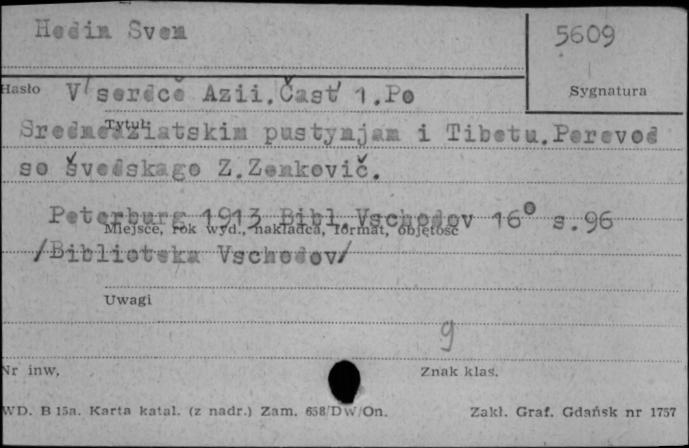 Hedin Sven
5609
Hasło
Sygnatura
V' serdcě Azii.Čast' 1.Po
Tytuł:
Srednedziatskim pustynjam i Tibetu.Perevod
so švedskago Z.Zenkovič.
Peterburg 1913 Bibl.Vschodov 16° s.96
Miejsce, rok wyd., nakładca, format, objętość
/Biblioteka Vschodov/
Uwagi
9
Nr inw.
Znak klas.
WD. B 15a. Karta katal. (z nadr.) Zam. 658/DW/On.
Zakł. Graf. Gdańsk nr 1757